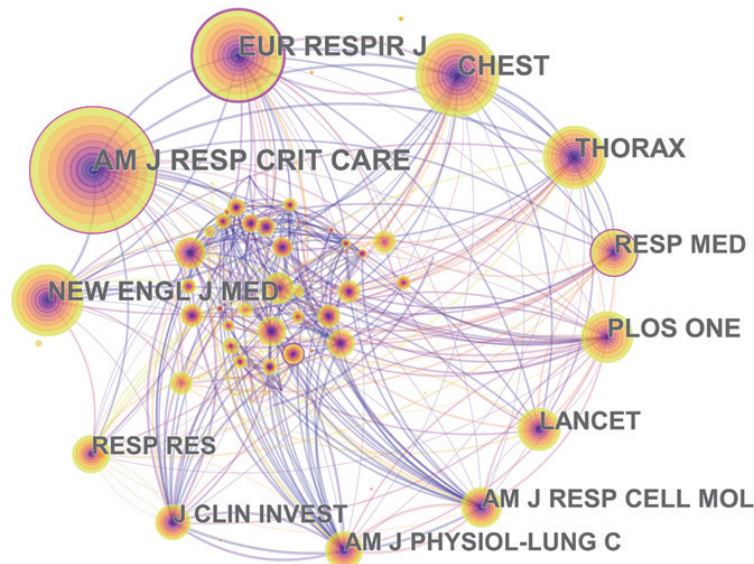 EUR RESPIR J
CHEST
AM J RESP CRIT CARE
THORAX
RESP MED
NEW ENGL J MED
PLOS ONE
LANCET
RESP RES
AM J RESP CELL MOL
J CLIN INVEST
AM J PHYSIOL-LUNG C